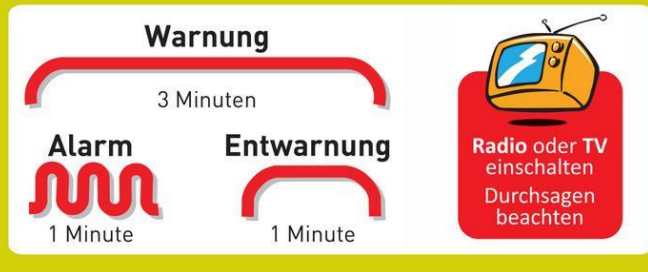 Warnung
3 Minuten
Alarm
1 Minute
Entwarnung
1 Minute
Radio oder TV
einschalten
Durchsagen
beachten